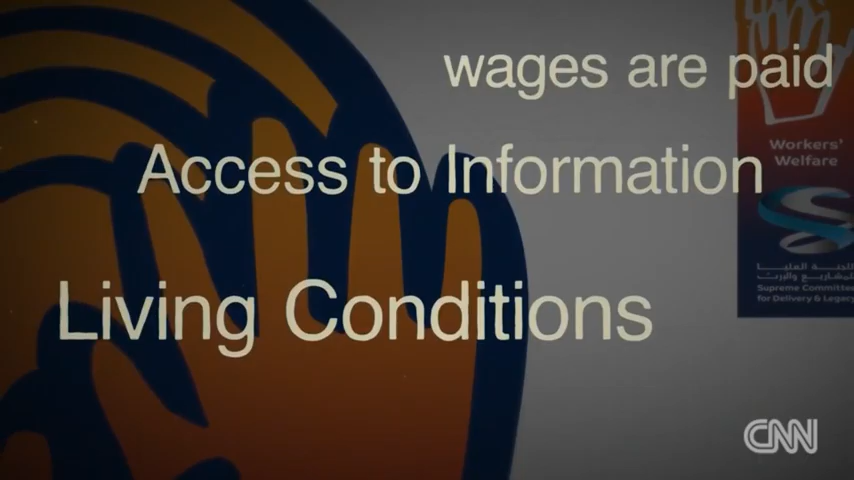 wages are paid
Access to Information
Living Conditions
Workers'
Welfare
اللجنة العليا
للمشاريع والإرث
Supreme Committee
for Delivery & Legacy
CNN